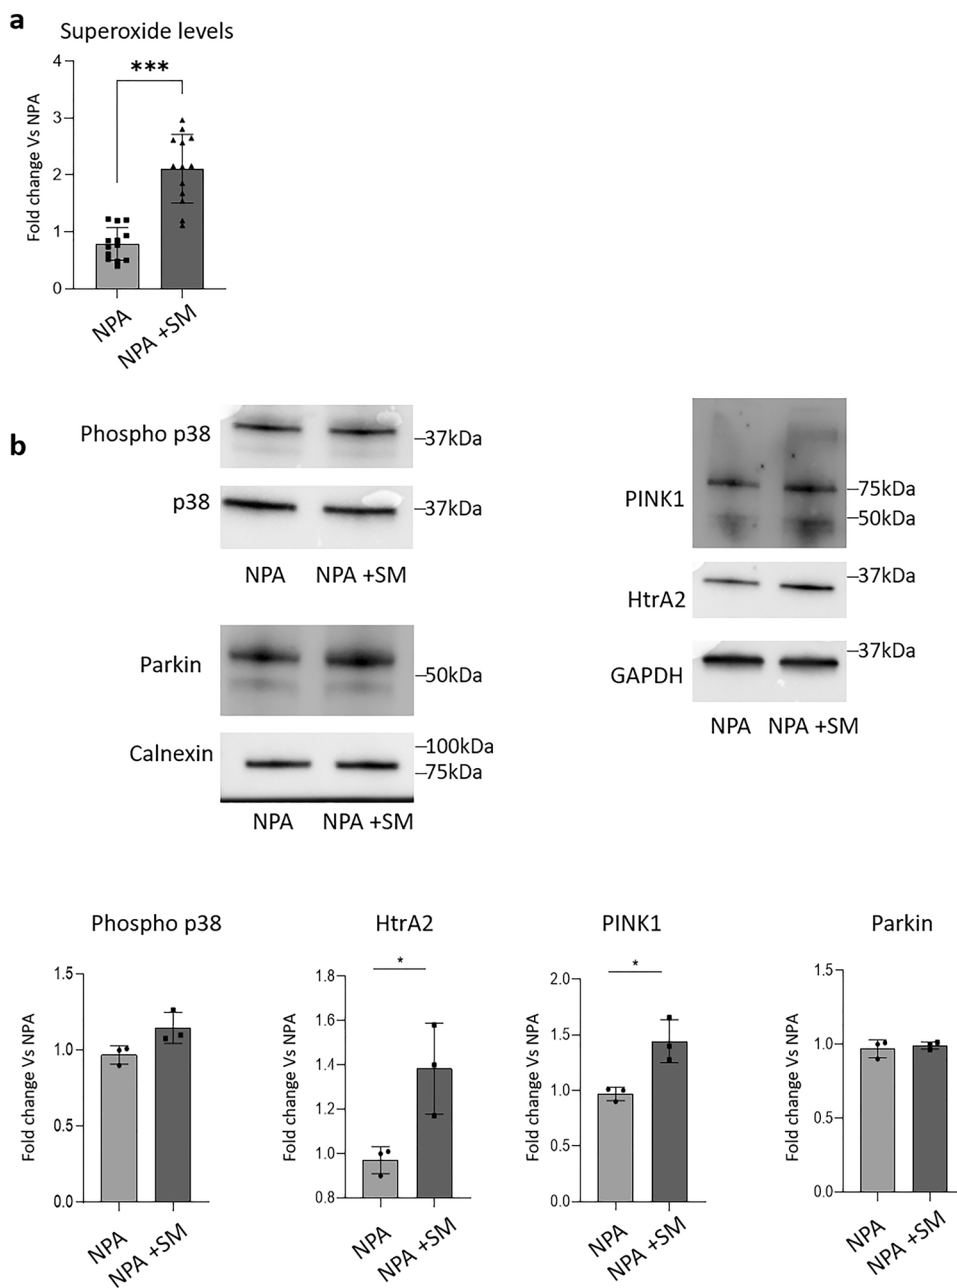 a
Superoxide levels
***
Fold change Vs NPA
4
3
2
1
0
NPA
NPA +SM
b
Phospho p38
37kDa
p38
37kDa
NPA NPA +SM
Parkin
50kDa
Calnexin
100kDa
75kDa
NPA NPA +SM
PINK1
75kDa
50kDa
HtrA2
37kDa
GAPDH
37kDa
NPA NPA +SM
Phospho p38
Fold change Vs NPA
1.5
1.0
0.5
0.0
NPA
NPA +SM
HtrA2
*
Fold change Vs NPA
1.8
1.6
1.4
1.2
1.0
0.8
NPA
NPA +SM
PINK1
*
Fold change Vs NPA
2.0
1.5
1.0
0.5
0.0
NPA
NPA +SM
Parkin
Fold change Vs NPA
1.5
1.0
0.5
0.0
NPA
NPA +SM